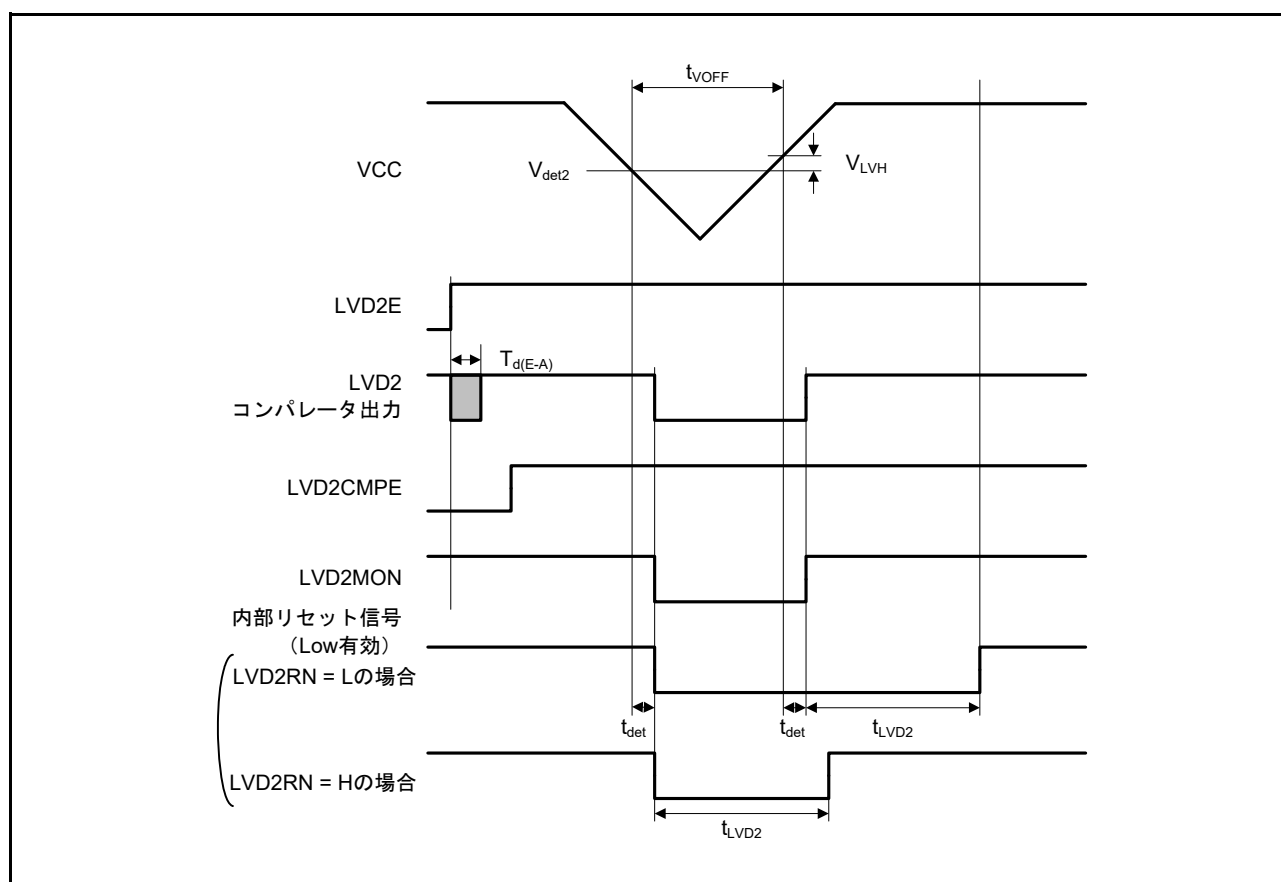 tVOFF
VCC
Vdet2
VLVH
LVD2E
Td(E-A)
LVD2
コンパレータ出力
LVD2CMPE
LVD2MON
内部リセット信号
（Low有効）
LVD2RN = Lの場合
tdet
tdet
tLVD2
LVD2RN = Hの場合
tLVD2